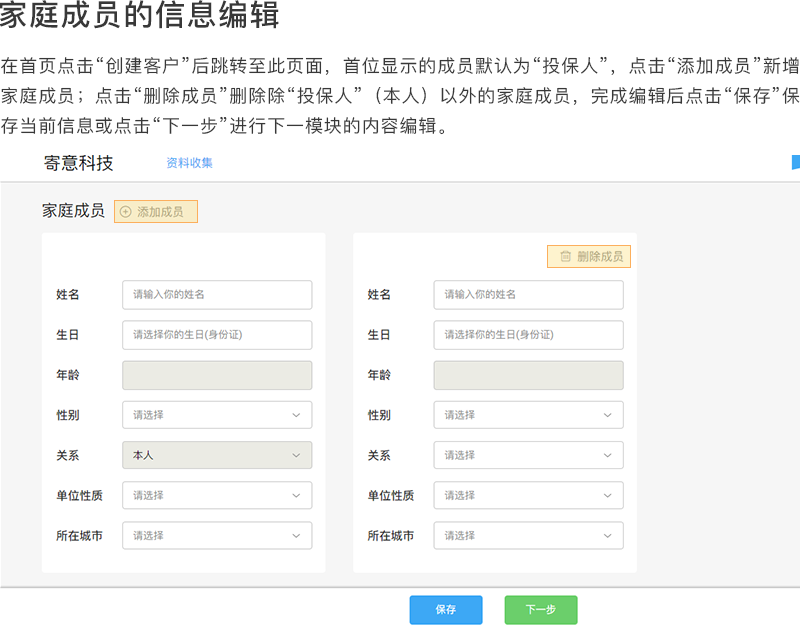 家庭成员的信息编辑
在首页点击“创建客户”后跳转至此页面，首位显示的成员默认为“投保人”，点击“添加成员”新增
家庭成员；点击“删除成员”删除除“投保人”（本人）以外的家庭成员，完成编辑后点击“保存”保
存当前信息或点击“下一步”进行下一模块的内容编辑。
寄意科技 资料收集
家庭成员 添加成员
删除成员
姓名 请输入你的姓名 姓名 请输入你的姓名
生日 请选择你的生日(身份证) 生日 请选择你的生日(身份证)
年龄 年龄
性别 请选择 性别 请选择
关系 本人 关系 请选择
单位性质 请选择 单位性质 请选择
所在城市 请选择 所在城市 请选择
保存 下一步